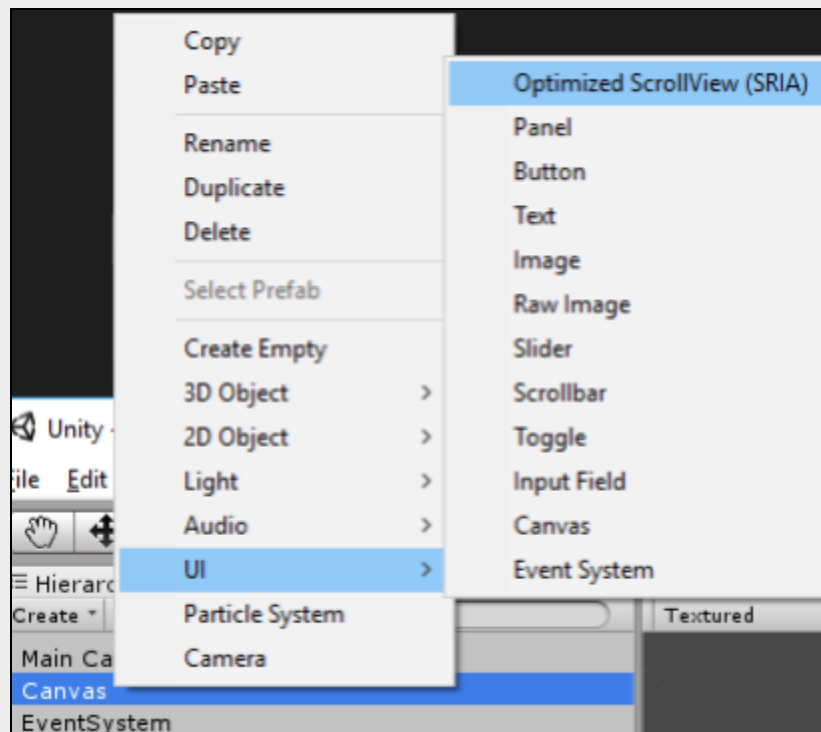 Copy
Paste
Rename
Duplicate
Delete
Select Prefab
Create Empty
3D Object
2D Object
Light
Audio
UI
Particle System
Camera
Optimized ScrollView (SRIA)
Panel
Button
Text
Image
Raw Image
Slider
Scrollbar
Toggle
Input Field
Canvas
Event System
Unity -
ile Edit
Hierarc
Create
Textured
Main Ca
Canvas
EventSystem